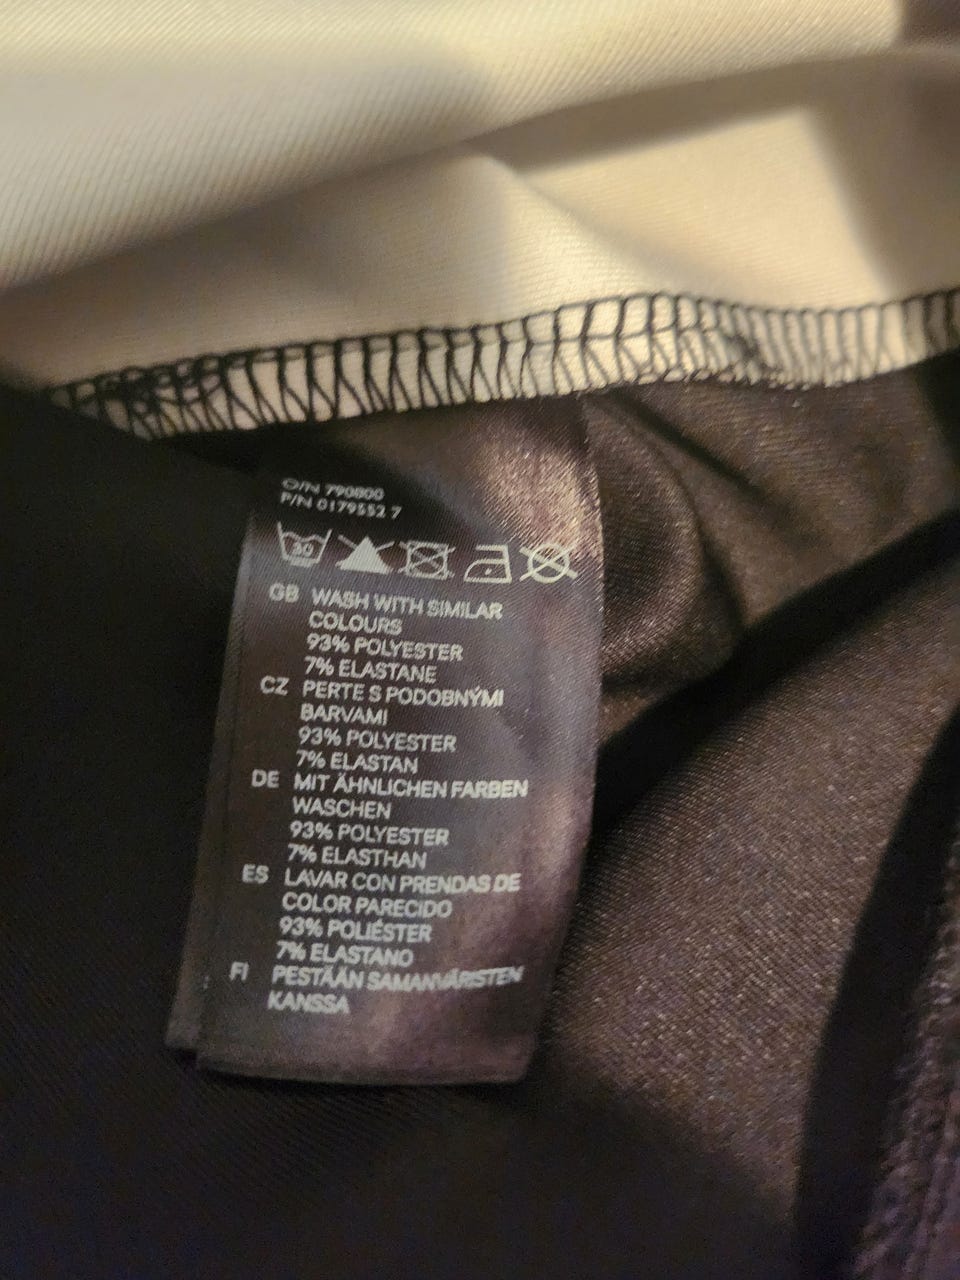 O/N 790800
P/N 0179552 7
30
GB WASH WITH SIMILAR
COLOURS
93% POLYESTER
7% ELASTANE
CZ PERTE S PODOBNÝMI
BARVAMI
93% POLYESTER
7% ELASTAN
DE MIT ÄHNLICHEN FARBEN
WASCHEN
93% POLYESTER
7% ELASTHAN
ES LAVAR CON PRENDAS DE
COLOR PARECIDO
93% POLIÉSTER
7% ELASTANO
FI PESTÄÄN SAMANVÄRISTEN
KANSSA